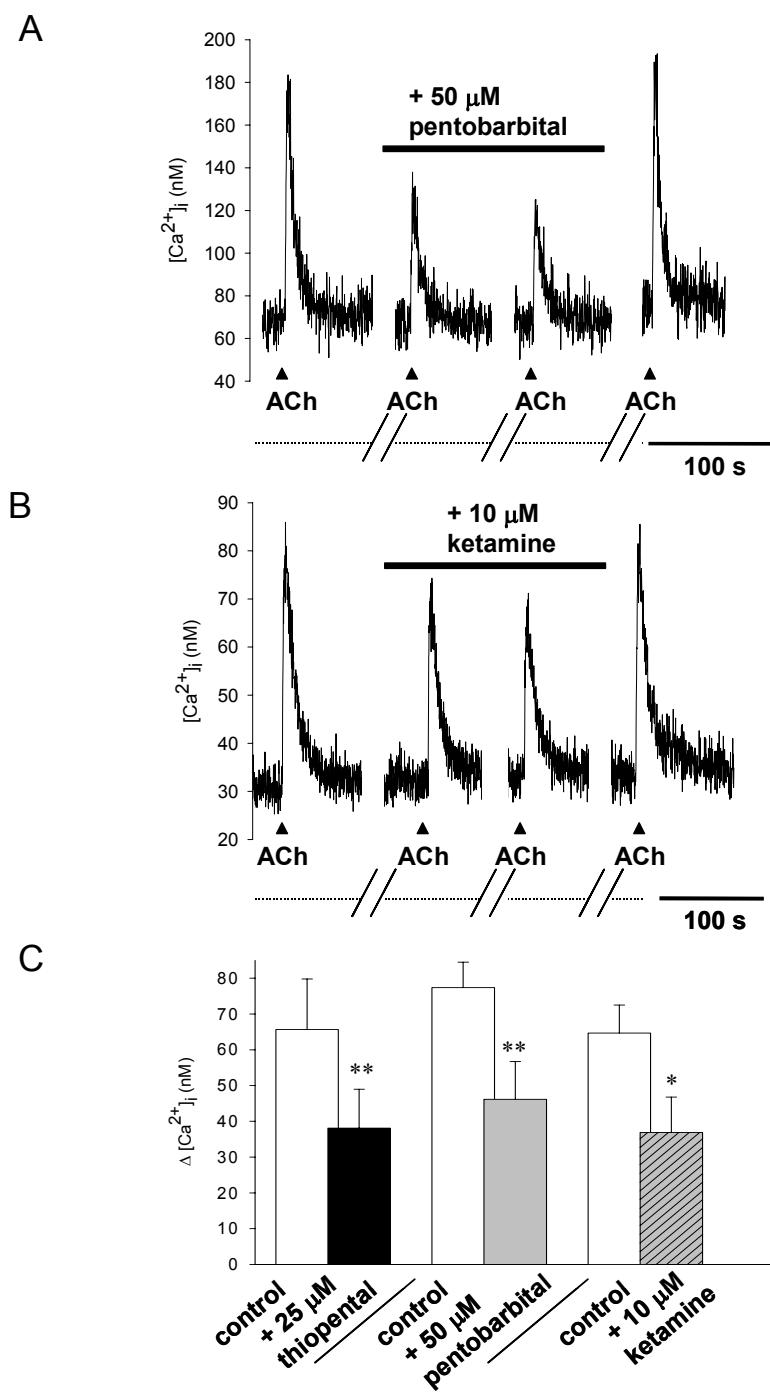 A
200
180
160
140
120
100
80
60
40
[Ca2+]i (nM)
+ 50 μM
pentobarbital
ACh ACh ACh ACh
100 s
B
90
80
70
60
50
40
30
20
[Ca2+]i (nM)
+ 10 μM
ketamine
ACh ACh ACh ACh
100 s
C
80
70
60
50
40
30
20
10
0
Δ [Ca2+]i (nM)
**
**
*
control
+ 25 μM
thiopental
control
+ 50 μM
pentobarbital
control
+ 10 μM
ketamine